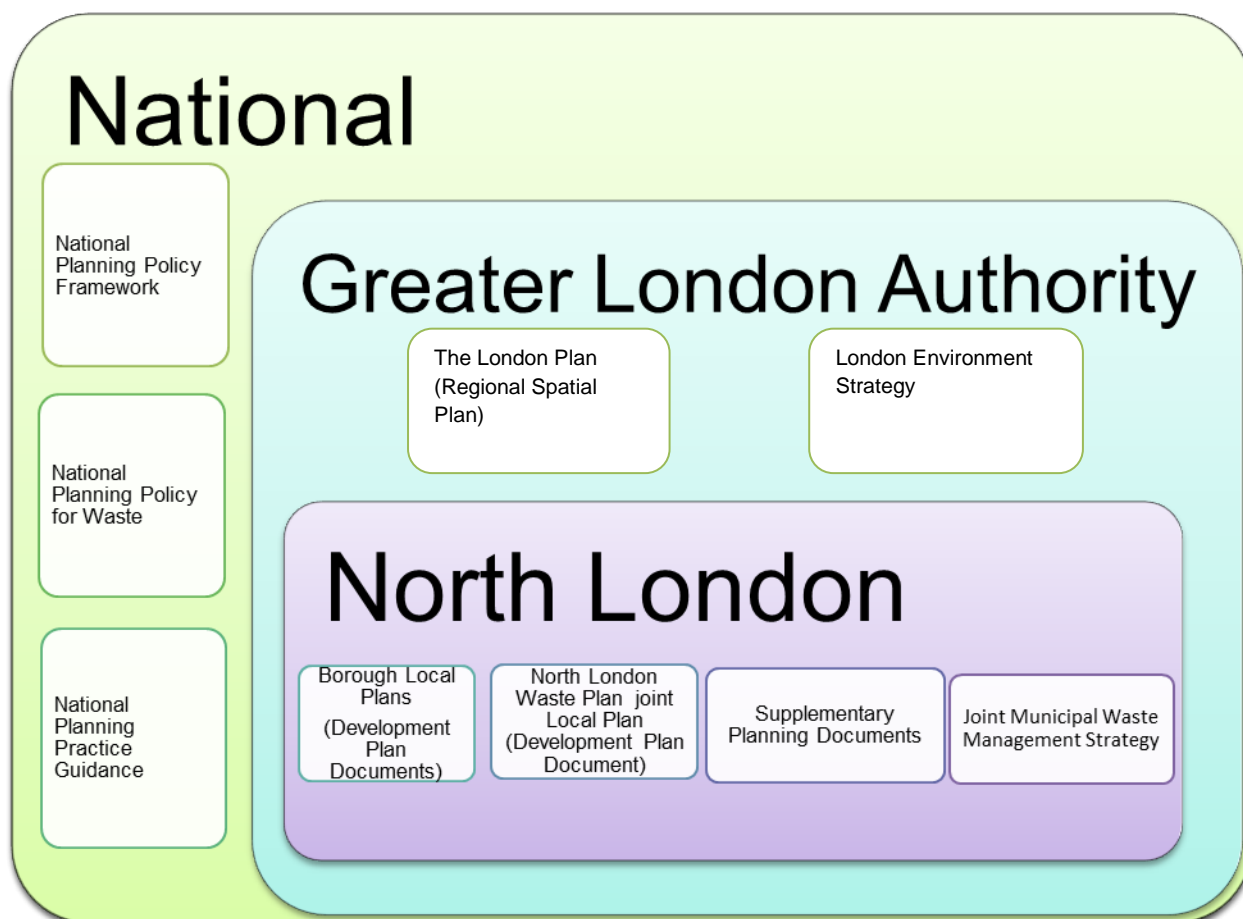 National
National
Planning Policy
Framework
National
Planning Policy
for Waste
National
Planning
Practice
Guidance
Greater London Authority
The London Plan
(Regional Spatial
Plan)
London Environment
Strategy
North London
Borough Local
Plans
(Development
Plan
Documents)
North London
Waste Plan joint
Local Plan
(Development Plan
Document)
Supplementary
Planning Documents
Joint Municipal Waste
Management Strategy